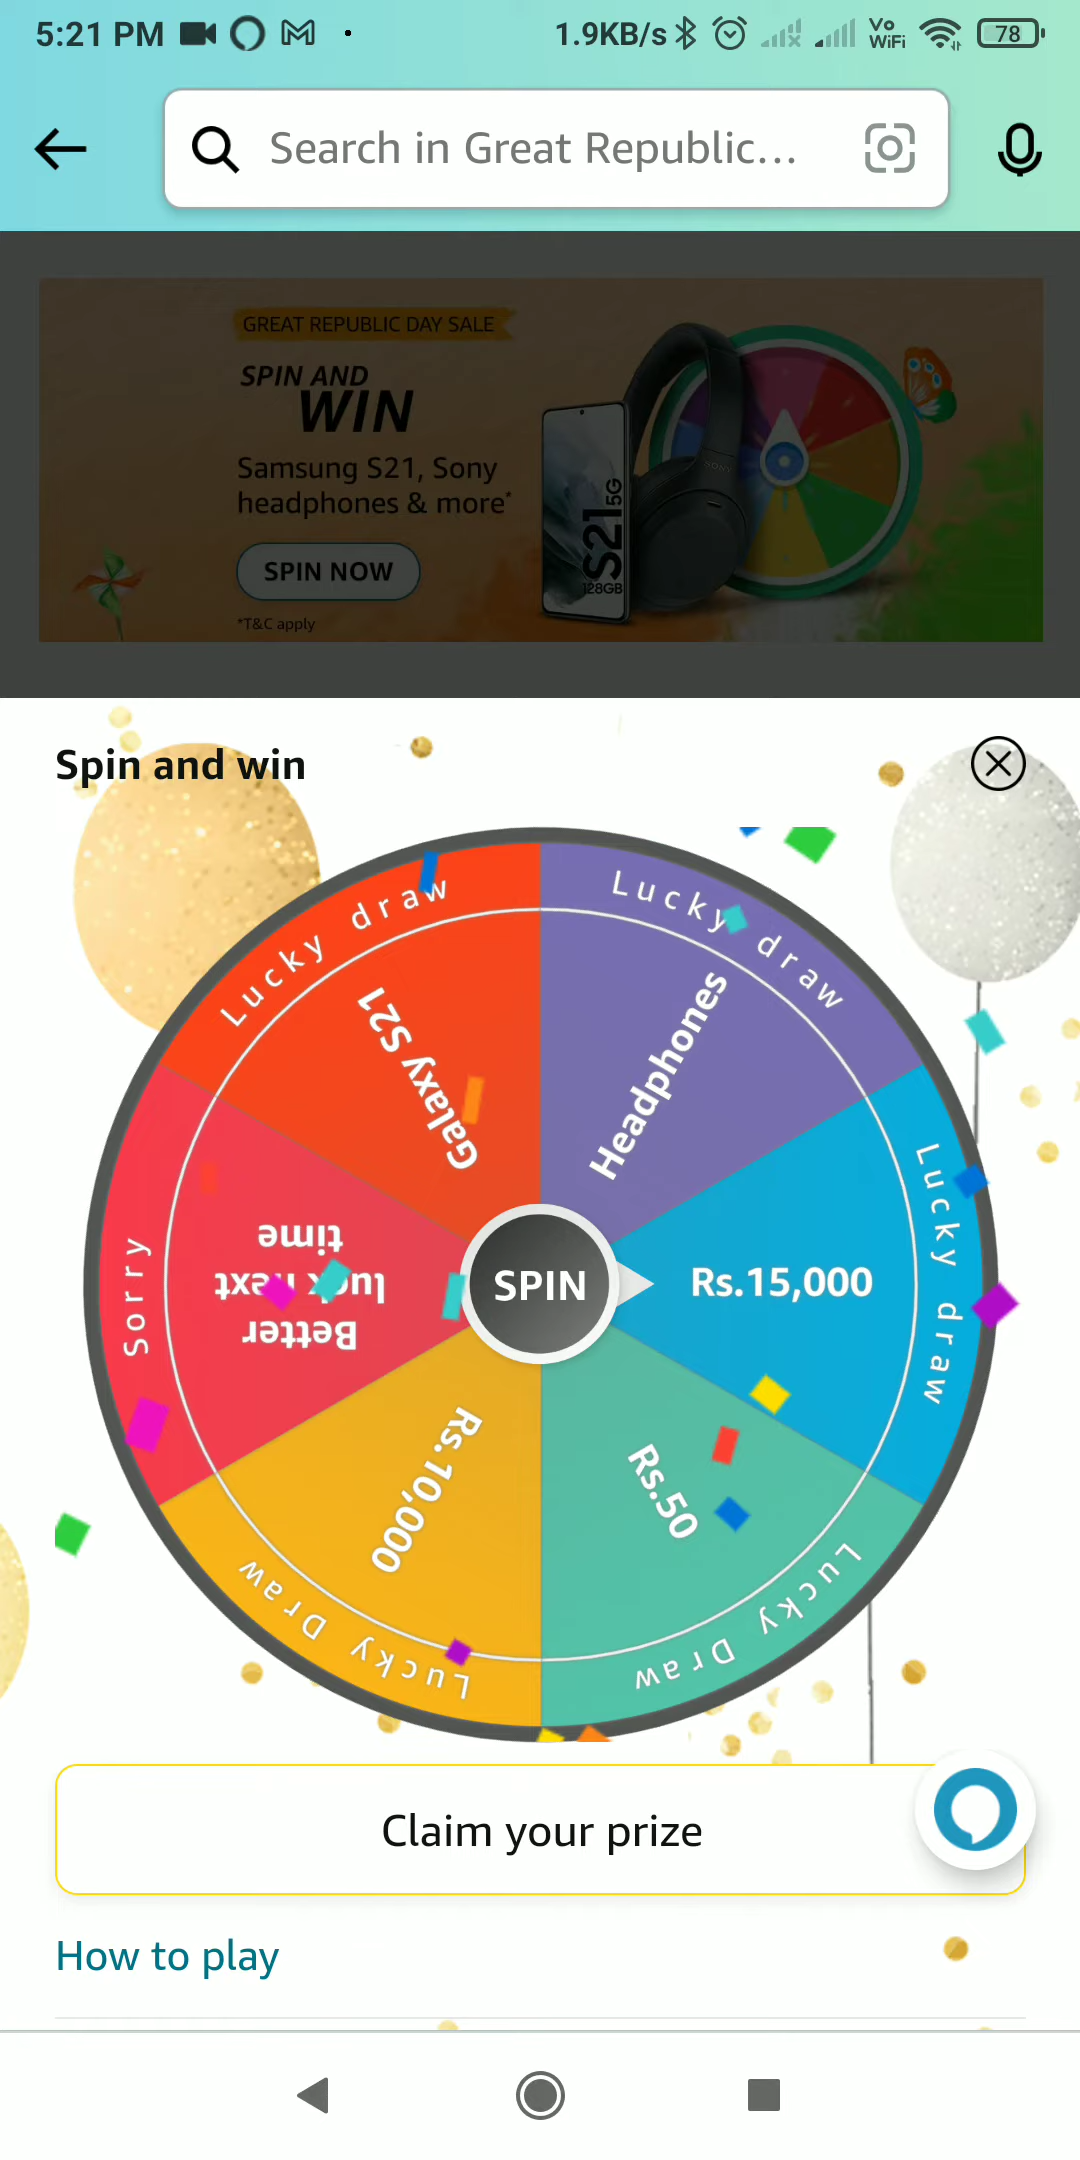 5:21 PM
1.9KB/s
Vo
WiFi
78
Search in Great Republic...
GREAT REPUBLIC DAY SALE
SPIN AND
WIN
Samsung S21, Sony
headphones & more*
SPIN NOW
*T&C apply
SONY
S21 5G
128GB
Spin and win
Lucky draw
Galaxy S21
Lucky draw
Headphones
Lucky draw
Rs.15,000
Lucky Draw
Rs.50
Lucky Draw
Rs.10,000
Sorry
Better
luck next
time
SPIN
Claim your prize
How to play